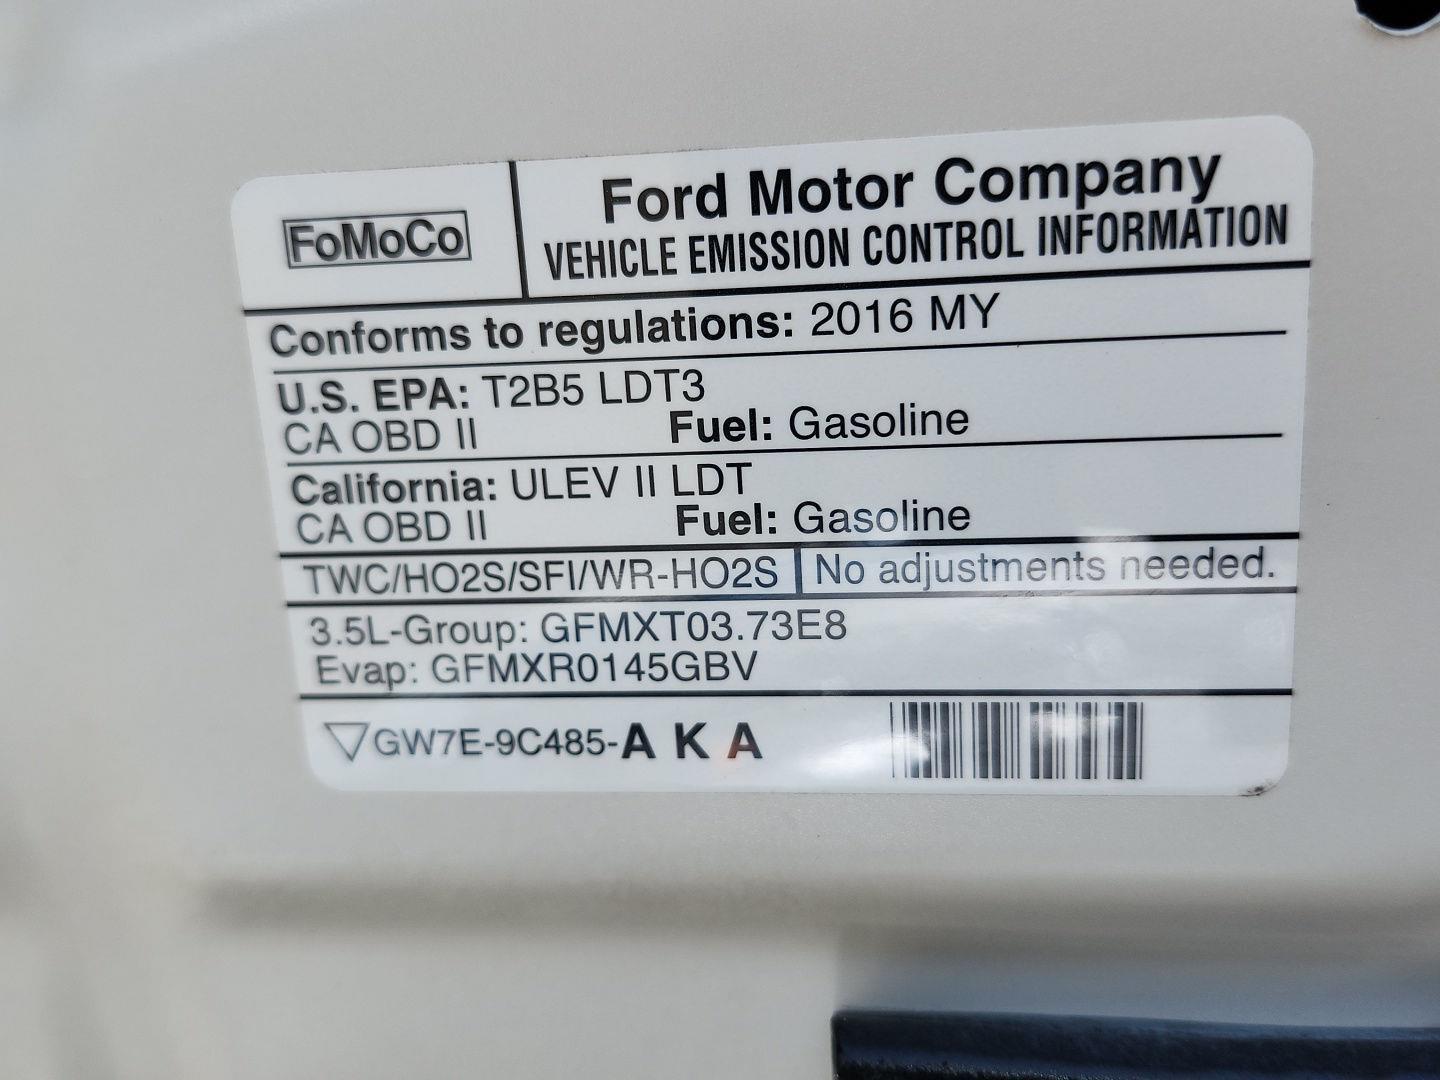 FoMoCo
Ford Motor Company
VEHICLE EMISSION CONTROL INFORMATION
Conforms to regulations: 2016 MY
U.S. EPA: T2B5 LDT3
CA OBD II Fuel: Gasoline
California: ULEV II LDT
CA OBD II Fuel: Gasoline
TWC/HO2S/SFI/WR-HO2S No adjustments needed.
3.5L-Group: GFMXT03.73E8
Evap: GFMXR0145GBV
GW7E-9C485-A K A